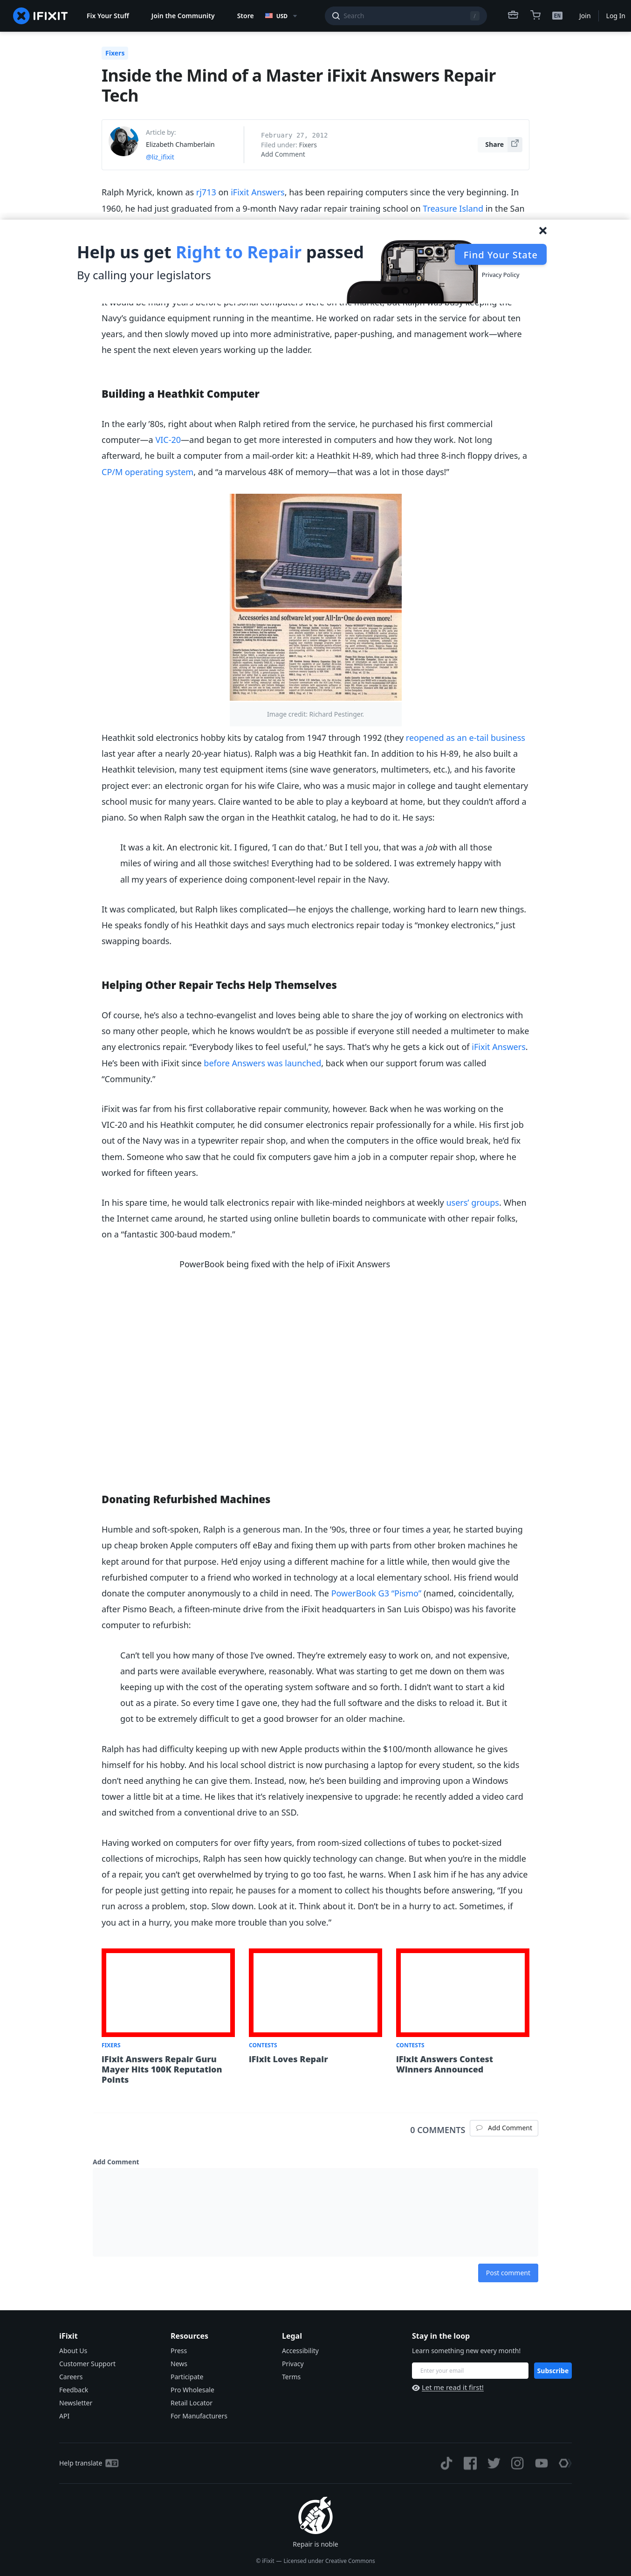 IFIXIT
Fix Your Stuff
Join the Community
Store
USD
Search
/
EN
Join
Log In
Fixers
Inside the Mind of a Master iFixit Answers Repair
Tech
Article by:
Elizabeth Chamberlain
@liz_ifixit
February 27, 2012
Filed under: Fixers
Add Comment
Share
Ralph Myrick, known as rj713 on iFixit Answers, has been repairing computers since the very beginning. In
1960, he had just graduated from a 9-month Navy radar repair training school on Treasure Island in the San
Help us get Right to Repair passed
By calling your legislators
Find Your State
Privacy Policy
Navy's guidance equipment running in the meantime. He worked on radar sets in the service for about ten
years, and then slowly moved up into more administrative, paper-pushing, and management work—where
he spent the next eleven years working up the ladder.
Building a Heathkit Computer
In the early '80s, right about when Ralph retired from the service, he purchased his first commercial
computer—a VIC-20—and began to get more interested in computers and how they work. Not long
afterward, he built a computer from a mail-order kit: a Heathkit H-89, which had three 8-inch floppy drives, a
CP/M operating system, and “a marvelous 48K of memory—that was a lot in those days!”
Accessories and software let your All-In-One do even more!
Image credit: Richard Pestinger.
Heathkit sold electronics hobby kits by catalog from 1947 through 1992 (they reopened as an e-tail business
last year after a nearly 20-year hiatus). Ralph was a big Heathkit fan. In addition to his H-89, he also built a
Heathkit television, many test equipment items (sine wave generators, multimeters, etc.), and his favorite
project ever: an electronic organ for his wife Claire, who was a music major in college and taught elementary
school music for many years. Claire wanted to be able to play a keyboard at home, but they couldn’t afford a
piano. So when Ralph saw the organ in the Heathkit catalog, he had to do it. He says:
It was a kit. An electronic kit. I figured, ‘I can do that.’ But I tell you, that was a job with all those
miles of wiring and all those switches! Everything had to be soldered. I was extremely happy with
all my years of experience doing component-level repair in the Navy.
It was complicated, but Ralph likes complicated—he enjoys the challenge, working hard to learn new things.
He speaks fondly of his Heathkit days and says much electronics repair today is “monkey electronics,” just
swapping boards.
Helping Other Repair Techs Help Themselves
Of course, he’s also a techno-evangelist and loves being able to share the joy of working on electronics with
so many other people, which he knows wouldn’t be as possible if everyone still needed a multimeter to make
any electronics repair. “Everybody likes to feel useful,” he says. That’s why he gets a kick out of iFixit Answers.
He’s been with iFixit since before Answers was launched, back when our support forum was called
“Community.”
iFixit was far from his first collaborative repair community, however. Back when he was working on the
VIC-20 and his Heathkit computer, he did consumer electronics repair professionally for a while. His first job
out of the Navy was in a typewriter repair shop, and when the computers in the office would break, he’d fix
them. Someone who saw that he could fix computers gave him a job in a computer repair shop, where he
worked for fifteen years.
In his spare time, he would talk electronics repair with like-minded neighbors at weekly users’ groups. When
the Internet came around, he started using online bulletin boards to communicate with other repair folks,
on a “fantastic 300-baud modem.”
PowerBook being fixed with the help of iFixit Answers
Donating Refurbished Machines
Humble and soft-spoken, Ralph is a generous man. In the ’90s, three or four times a year, he started buying
up cheap broken Apple computers off eBay and fixing them up with parts from other broken machines he
kept around for that purpose. He’d enjoy using a different machine for a little while, then would give the
refurbished computer to a friend who worked in technology at a local elementary school. His friend would
donate the computer anonymously to a child in need. The PowerBook G3 “Pismo” (named, coincidentally,
after Pismo Beach, a fifteen-minute drive from the iFixit headquarters in San Luis Obispo) was his favorite
computer to refurbish:
Can’t tell you how many of those I’ve owned. They’re extremely easy to work on, and not expensive,
and parts were available everywhere, reasonably. What was starting to get me down on them was
keeping up with the cost of the operating system software and so forth. I didn’t want to start a kid
out as a pirate. So every time I gave one, they had the full software and the disks to reload it. But it
got to be extremely difficult to get a good browser for an older machine.
Ralph has had difficulty keeping up with new Apple products within the $100/month allowance he gives
himself for his hobby. And his local school district is now purchasing a laptop for every student, so the kids
don’t need anything he can give them. Instead, now, he’s been building and improving upon a Windows
tower a little bit at a time. He likes that it’s relatively inexpensive to upgrade: he recently added a video card
and switched from a conventional drive to an SSD.
Having worked on computers for over fifty years, from room-sized collections of tubes to pocket-sized
collections of microchips, Ralph has seen how quickly technology can change. But when you’re in the middle
of a repair, you can’t get overwhelmed by trying to go too fast, he warns. When I ask him if he has any advice
for people just getting into repair, he pauses for a moment to collect his thoughts before answering, “If you
run across a problem, stop. Slow down. Look at it. Think about it. Don’t be in a hurry to act. Sometimes, if
you act in a hurry, you make more trouble than you solve.”
FIXERS
iFixit Answers Repair Guru
Mayer Hits 100K Reputation
Points
CONTESTS
iFixit Loves Repair
CONTESTS
iFixit Answers Contest
Winners Announced
0 COMMENTS
Add Comment
Add Comment
Post comment
iFixit
About Us
Customer Support
Careers
Feedback
Newsletter
API
Resources
Press
News
Participate
Pro Wholesale
Retail Locator
For Manufacturers
Legal
Accessibility
Privacy
Terms
Stay in the loop
Learn something new every month!
Enter your email
Subscribe
Let me read it first!
Help translate
Repair is noble
© iFixit — Licensed under Creative Commons